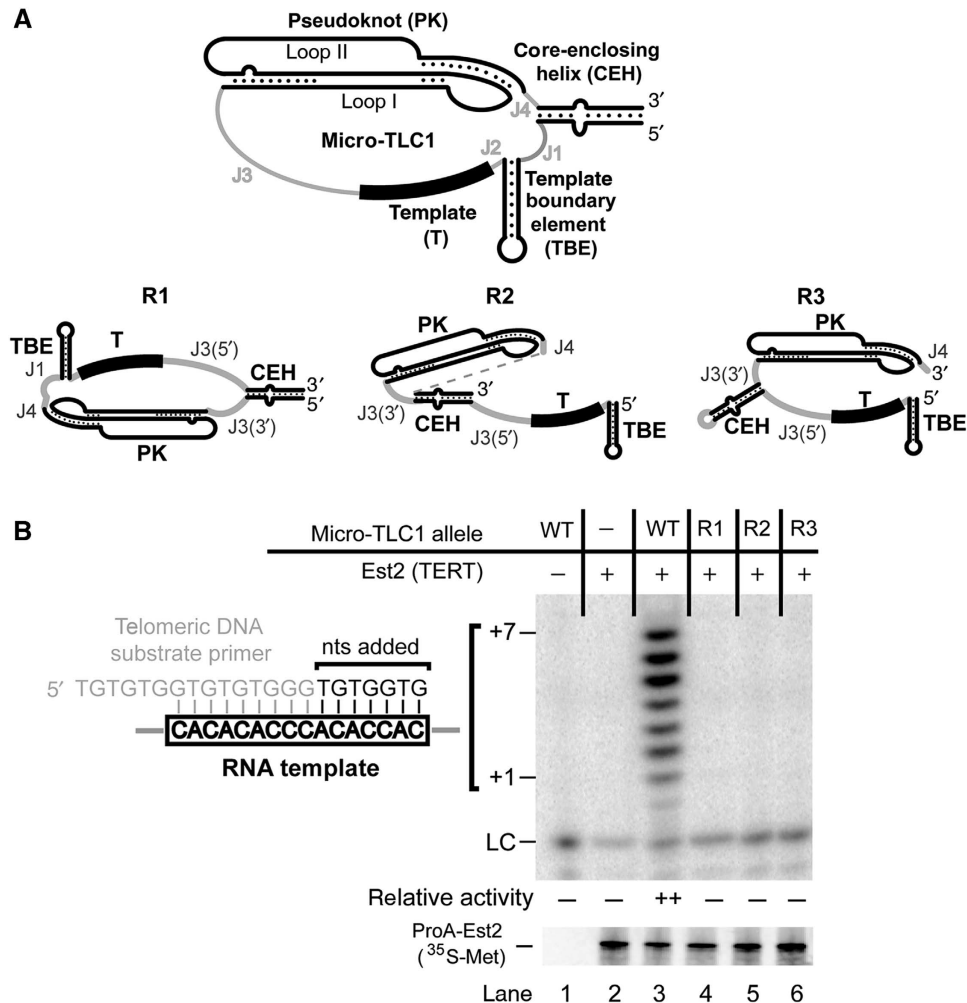 A
Pseudoknot (PK)
Loop II
Core-enclosing
helix (CEH)
Loop I
J4
3′
5′
Micro-TLC1
J2
J1
J3
Template
(T)
Template
boundary
element
(TBE)
R1
R2
R3
TBE
T
J3(5′)
J1
CEH
3′
5′
J4
J3(3′)
PK
PK
J4
3′
J3(3′)
CEH
T
5′
J3(5′)
TBE
PK
J4
3′
J3(3′)
T
5′
CEH
J3(5′)
TBE
B
Micro-TLC1 allele WT – WT R1 R2 R3
Est2 (TERT) – + + + + +
+7
Telomeric DNA
substrate primer
nts added
5′ TGTGTGGTGTGTGGGTGTGGTG
CACACACCCACACCAC
RNA template
+1
LC
Relative activity – – ++ – – –
ProA-Est2
(³⁵S-Met)
Lane 1 2 3 4 5 6